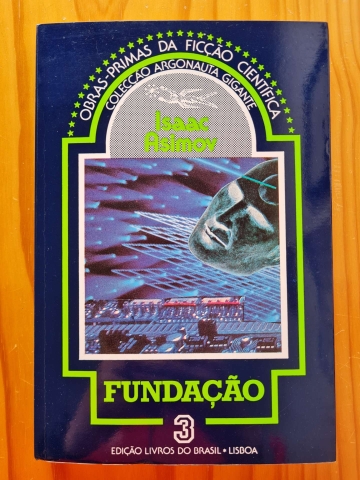 OBRAS-PRIMAS DA FICÇÃO CIENTÍFICA
COLECÇÃO ARGONAUTA GIGANTE
Isaac
Asimov
FUNDAÇÃO
3
EDIÇÃO LIVROS DO BRASIL • LISBOA